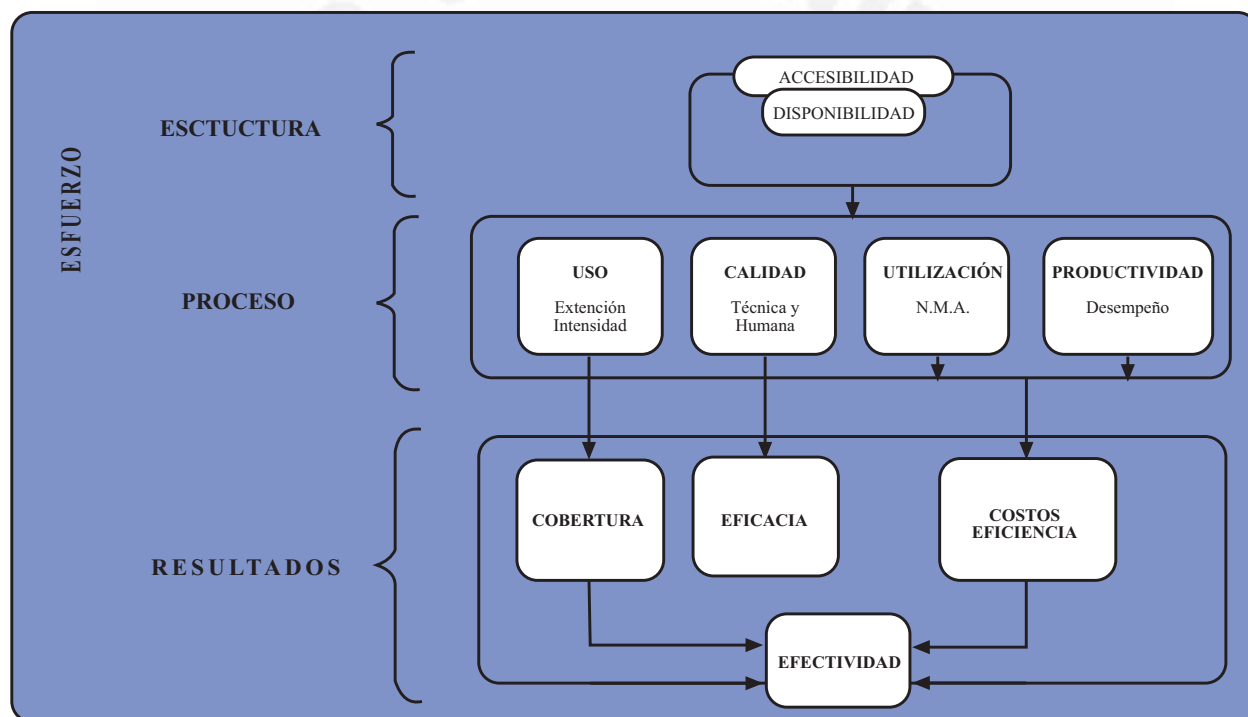 ACCESIBILIDAD
DISPONIBILIDAD
ESCTUCTURA
ESFUERZO
PROCESO
USO
Extención
Intensidad
CALIDAD
Técnica y
Humana
UTILIZACIÓN
N.M.A.
PRODUCTIVIDAD
Desempeño
RESULTADOS
COBERTURA
EFICACIA
COSTOS
EFICIENCIA
EFECTIVIDAD